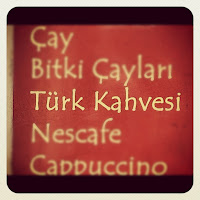 Çay
Bitki Çayları
Türk Kahvesi
Nescafe
Cappuccino